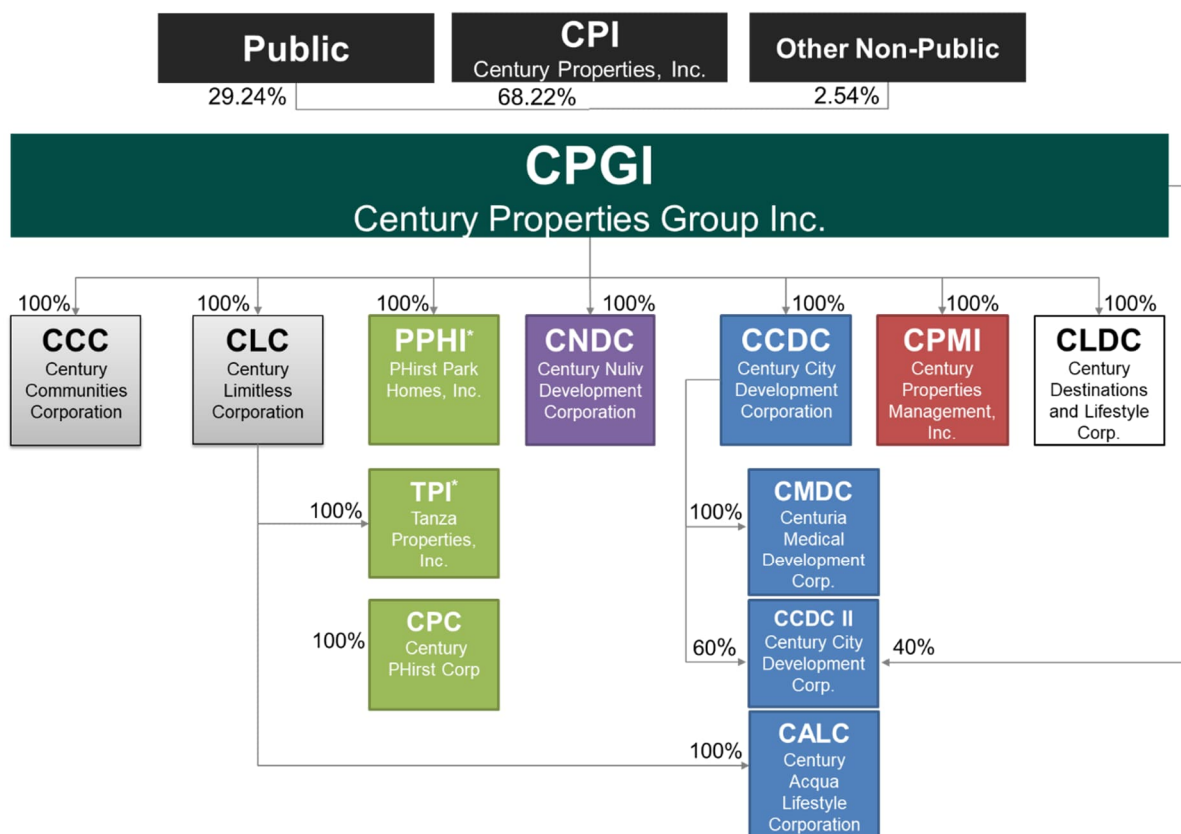 Public
CPI
Century Properties, Inc.
Other Non-Public
29.24%
68.22%
2.54%
CPGI
Century Properties Group Inc.
100%
100%
100%
100%
100%
100%
100%
CCC
Century
Communities
Corporation
CLC
Century
Limitless
Corporation
PPHI*
PHirst Park
Homes, Inc.
CNDC
Century Nuliv
Development
Corporation
CCDC
Century City
Development
Corporation
CPMI
Century
Properties
Management,
Inc.
CLDC
Century
Destinations
and Lifestyle
Corp.
100%
TPI*
Tanza
Properties,
Inc.
100%
CMDC
Centuria
Medical
Development
Corp.
100%
CPC
Century
PHirst Corp
60%
CCDC II
Century City
Development
Corp.
40%
100%
CALC
Century
Acqua
Lifestyle
Corporation